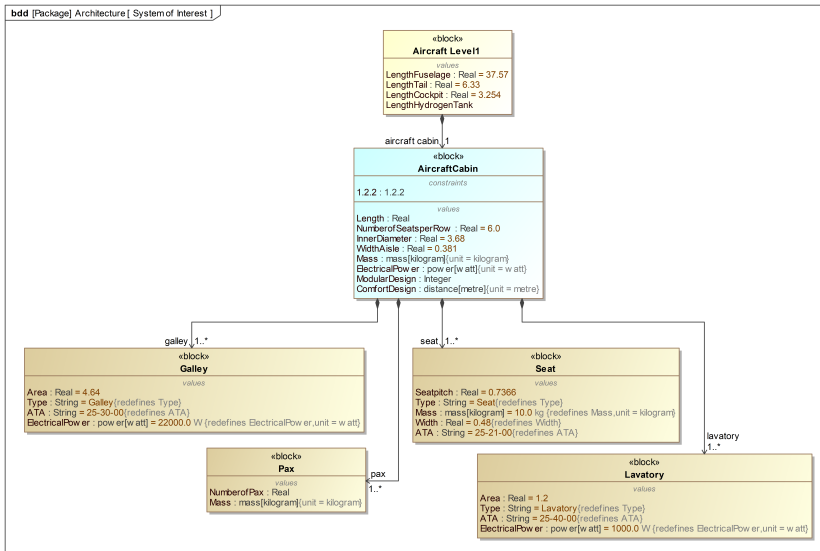 bdd [Package] Architecture [ System of Interest ]
«block»
Aircraft Level1
values
LengthFuselage : Real = 37.57
LengthTail : Real = 6.33
LengthCockpit : Real = 3.254
LengthHydrogenTank
aircraft cabin 1
«block»
AircraftCabin
constraints
1.2.2 : 1.2.2
values
Length : Real
NumberofSeatsperRow : Real = 6.0
InnerDiameter : Real = 3.68
WidthAisle : Real = 0.381
Mass : mass[kilogram]{unit = kilogram}
ElectricalPower : power[watt]{unit = watt}
ModularDesign : Integer
ComfortDesign : distance[metre]{unit = metre}
galley 1..*
«block»
Galley
values
Area : Real = 4.64
Type : String = Galley{redefines Type}
ATA : String = 25-30-00{redefines ATA}
ElectricalPower : power[watt] = 22000.0 W{redefines ElectricalPower,unit = watt}
seat 1..*
«block»
Seat
values
Seatpitch : Real = 0.7366
Type : String = Seat{redefines Type}
Mass : mass[kilogram] = 10.0 kg{redefines Mass,unit = kilogram}
Width : Real = 0.48{redefines Width}
ATA : String = 25-21-00{redefines ATA}
pax
1..*
«block»
Pax
values
NumberofPax : Real
Mass : mass[kilogram]{unit = kilogram}
lavatory
1..*
«block»
Lavatory
values
Area : Real = 1.2
Type : String = Lavatory{redefines Type}
ATA : String = 25-40-00{redefines ATA}
ElectricalPower : power[watt] = 1000.0 W{redefines ElectricalPower,unit = watt}